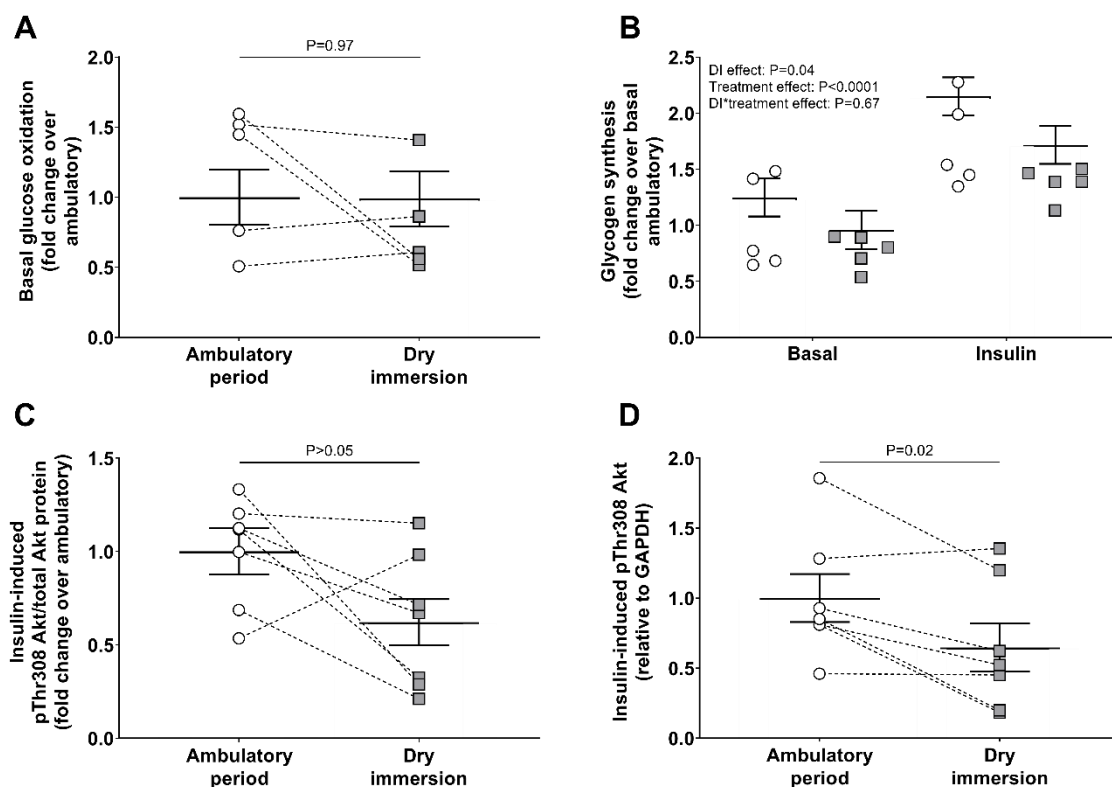 A
P=0.97
Basal glucose oxidation
(fold change over
ambulatory)
2.0
1.5
1.0
0.5
0.0
Ambulatory
period
Dry
immersion
B
DI effect: P=0.04
Treatment effect: P<0.0001
DI*treatment effect: P=0.67
Glycogen synthesis
(fold change over basal
ambulatory)
2.5
2.0
1.5
1.0
0.5
0.0
Basal
Insulin
C
P>0.05
Insulin-induced
pThr308 Akt/total Akt protein
(fold change over ambulatory)
1.5
1.0
0.5
0.0
Ambulatory
period
Dry
immersion
D
P=0.02
Insulin-induced pThr308 Akt
(relative to GAPDH)
2.0
1.5
1.0
0.5
0.0
Ambulatory
period
Dry
immersion